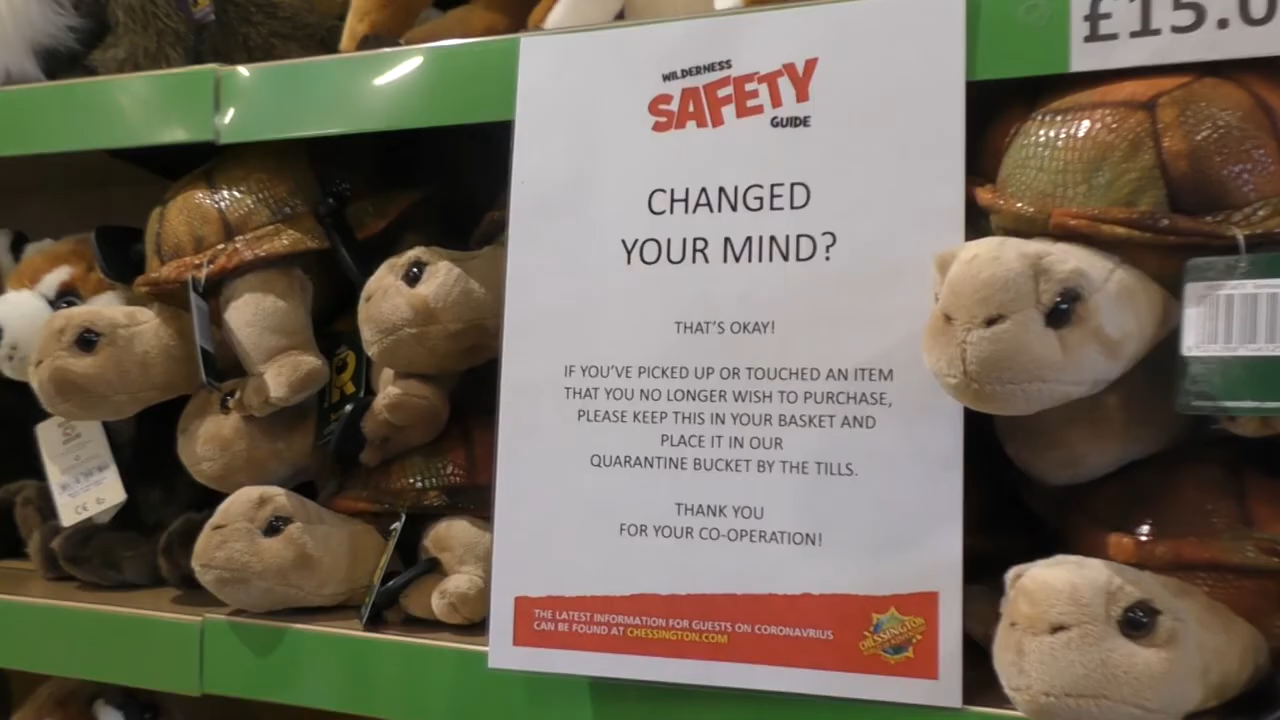 £15.0
WILDERNESS
SAFETY
GUIDE
CHANGED
YOUR MIND?
THAT'S OKAY!
IF YOU'VE PICKED UP OR TOUCHED AN ITEM
THAT YOU NO LONGER WISH TO PURCHASE,
PLEASE KEEP THIS IN YOUR BASKET AND
PLACE IT IN OUR
QUARANTINE BUCKET BY THE TILLS.
THANK YOU
FOR YOUR CO-OPERATION!
THE LATEST INFORMATION FOR GUESTS ON CORONAVRIUS
CAN BE FOUND AT CHESSINGTON.COM
CHESSINGTON
CE